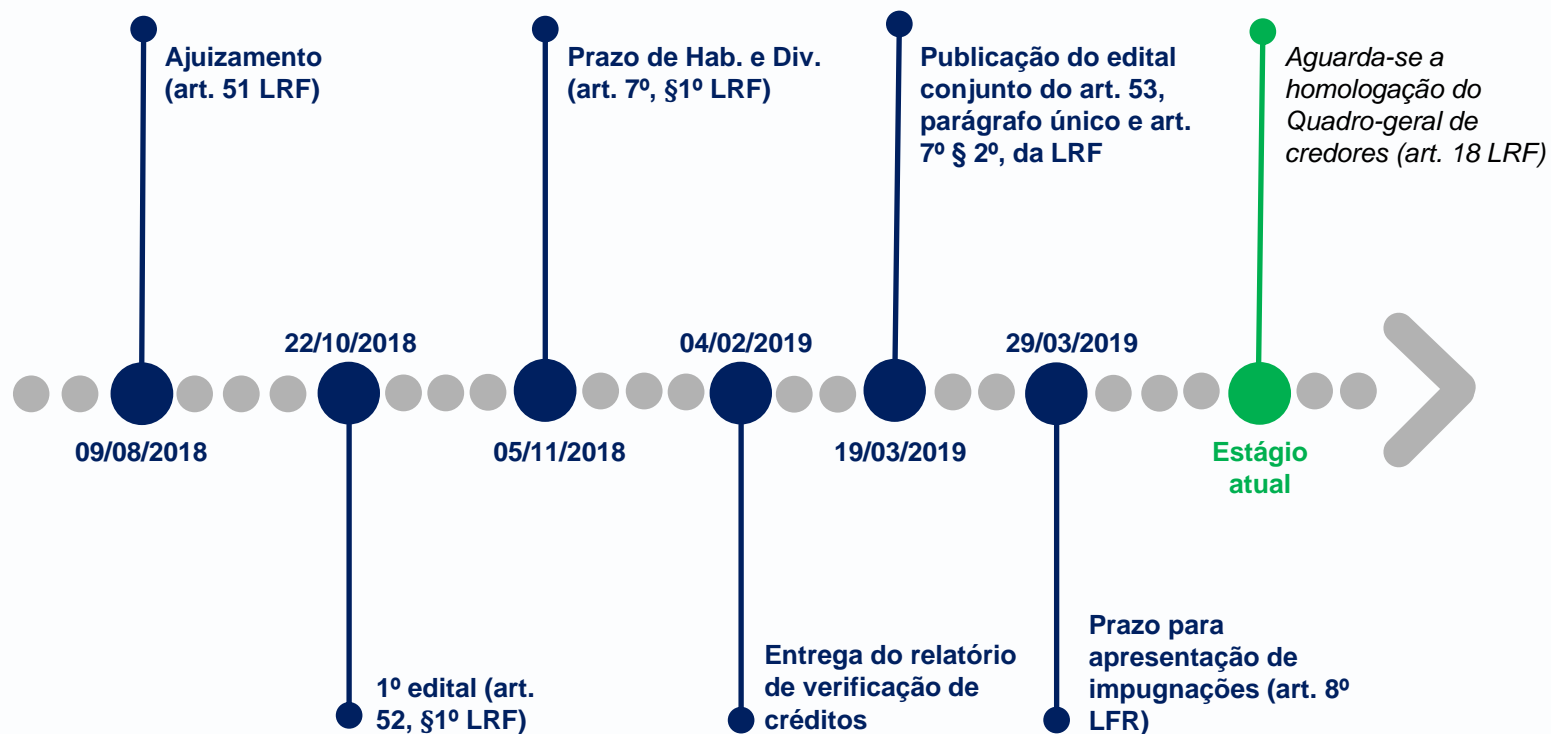 Ajuizamento
(art. 51 LRF)
Prazo de Hab. e Div.
(art. 7º, §1º LRF)
Publicação do edital
conjunto do art. 53,
parágrafo único e art.
7º § 2º, da LRF
Aguarda-se a
homologação do
Quadro-geral de
credores (art. 18 LRF)
22/10/2018
04/02/2019
29/03/2019
09/08/2018
05/11/2018
19/03/2019
Estágio
atual
1º edital (art.
52, §1º LRF)
Entrega do relatório
de verificação de
créditos
Prazo para
apresentação de
impugnações (art. 8º
LFR)